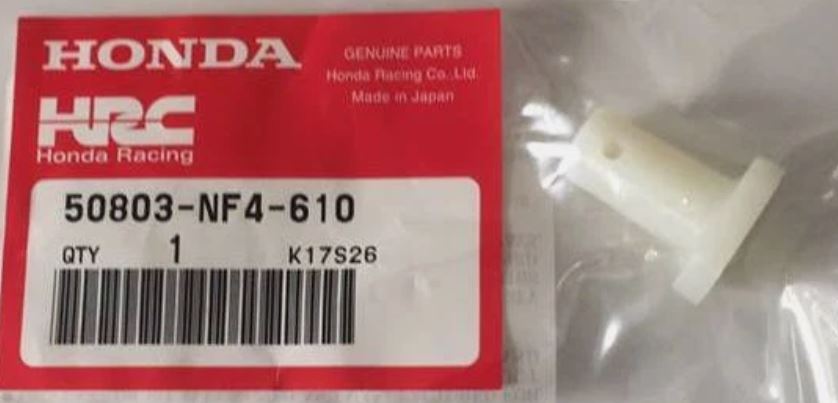 HONDA
GENUINE PARTS
Honda Racing Co.,Ltd.
Made in Japan
HRC
Honda Racing
50803-NF4-610
QTY 1 K17S26